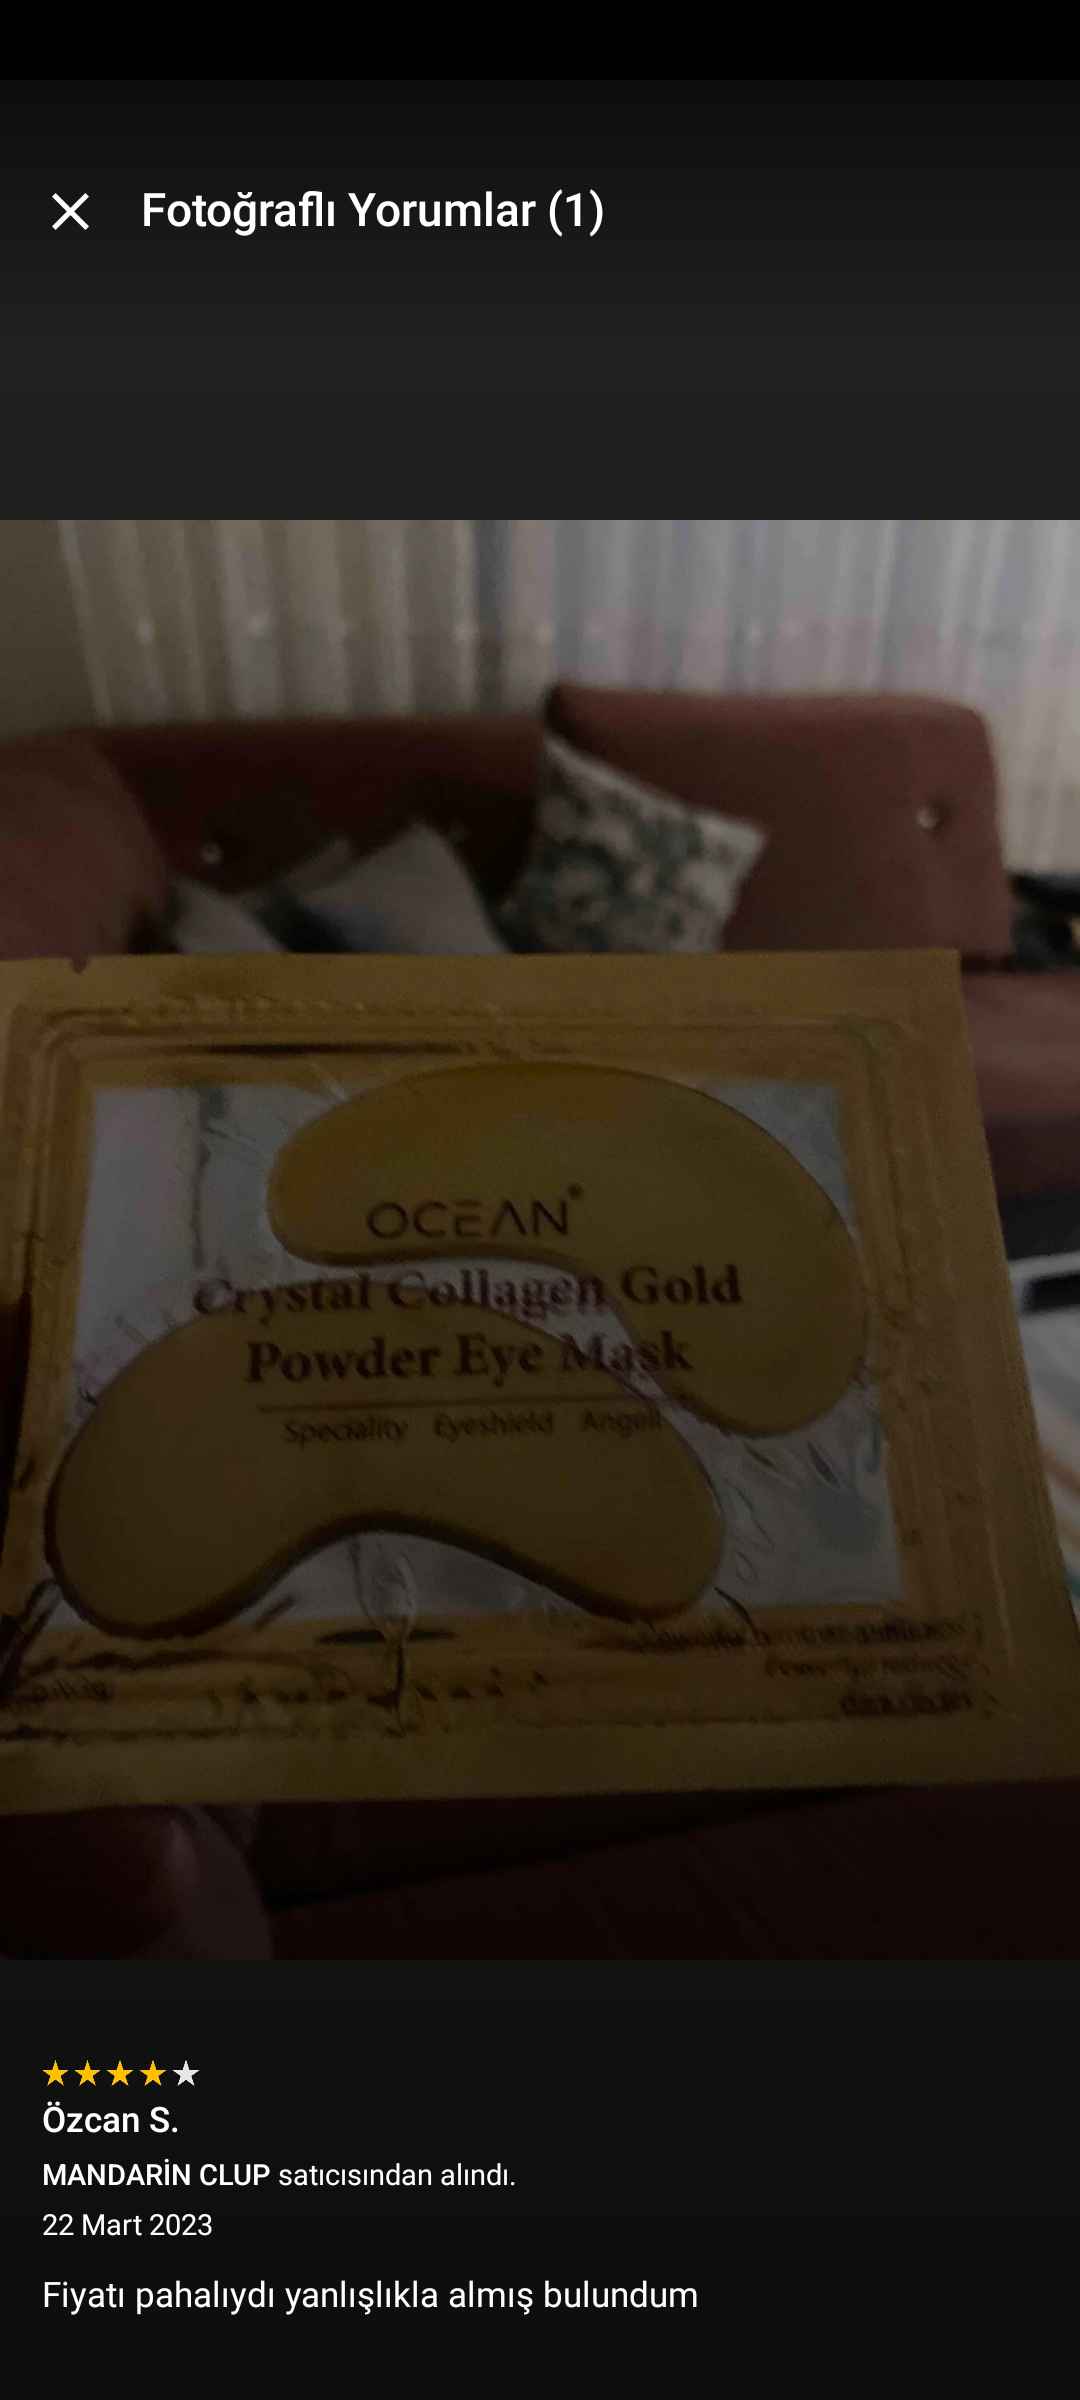 Fotoğraflı Yorumlar (1)
OCEAN
Crystal Collagen Gold
Powder Eye Mask
Speciality Eyeshield
Özcan S.
MANDARİN CLUP satıcısından alındı.
22 Mart 2023
Fiyatı pahalıydı yanlışlıkla almış bulundum